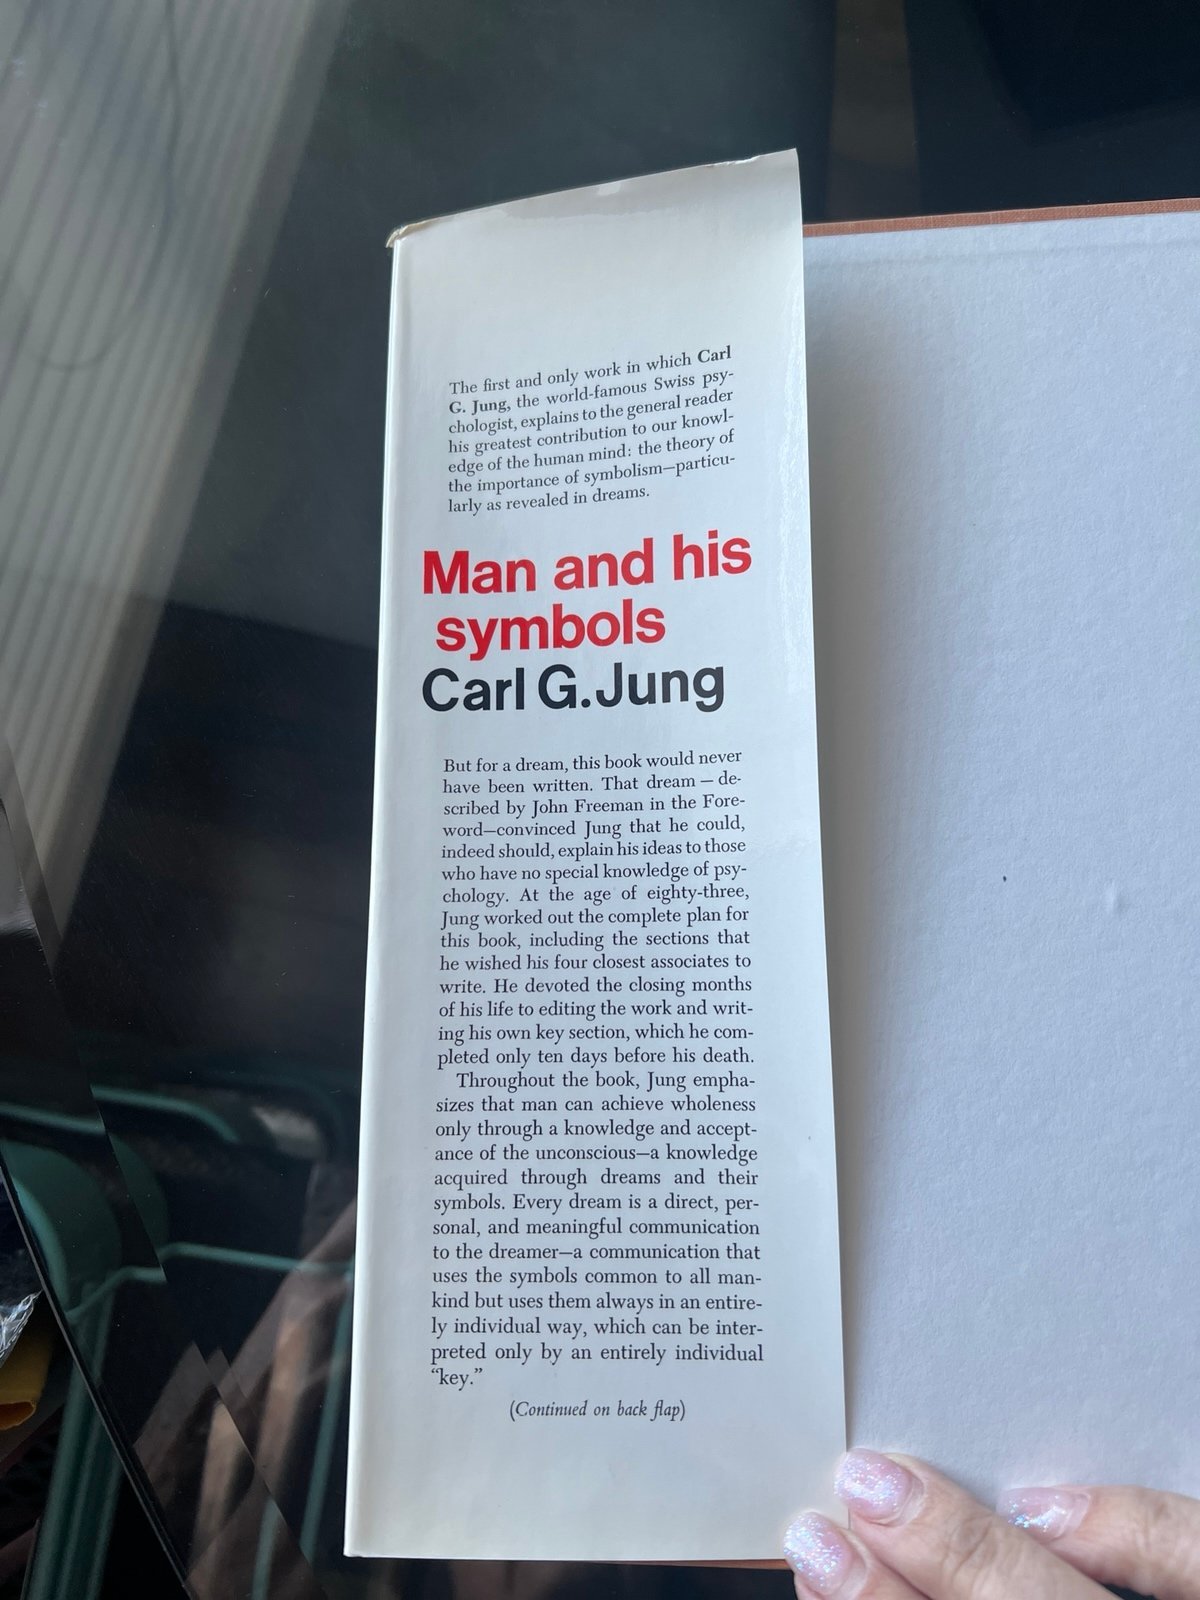 The first and only work in which Carl
G. Jung, the world-famous Swiss psy-
chologist, explains to the general reader
his greatest contribution to our knowl-
edge of the human mind: the theory of
the importance of symbolism—particu-
larly as revealed in dreams.
Man and his
symbols
Carl G. Jung
But for a dream, this book would never
have been written. That dream — de-
scribed by John Freeman in the Fore-
word—convinced Jung that he could,
indeed should, explain his ideas to those
who have no special knowledge of psy-
chology. At the age of eighty-three,
Jung worked out the complete plan for
this book, including the sections that
he wished his four closest associates to
write. He devoted the closing months
of his life to editing the work and writ-
ing his own key section, which he com-
pleted only ten days before his death.
Throughout the book, Jung empha-
sizes that man can achieve wholeness
only through a knowledge and accept-
ance of the unconscious—a knowledge
acquired through dreams and their
symbols. Every dream is a direct, per-
sonal, and meaningful communication
to the dreamer—a communication that
uses the symbols common to all man-
kind but uses them always in an entire-
ly individual way, which can be inter-
preted only by an entirely individual
“key.”
(Continued on back flap)